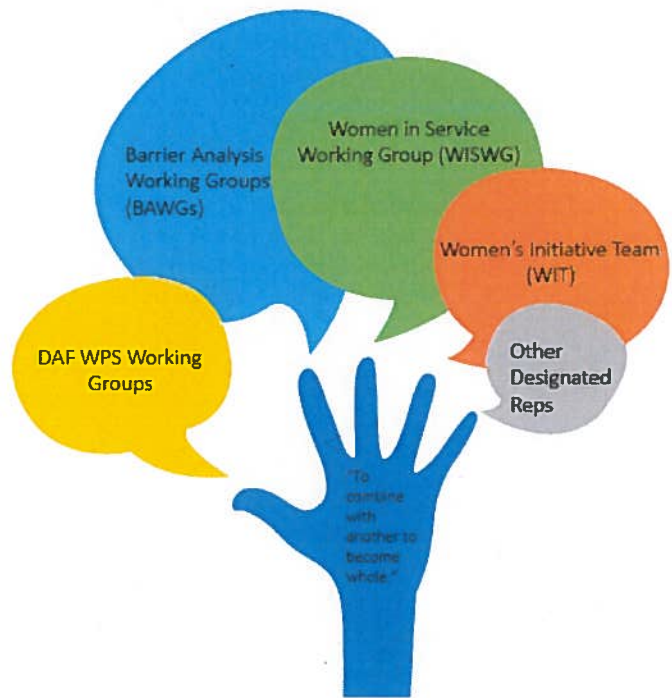 Barrier Analysis
Working Groups
(BAWGs)
Women in Service
Working Group (WISWG)
Women's Initiative Team
(WIT)
DAF WPS Working
Groups
Other
Designated
Reps
"To
combine
with
another to
become
whole."